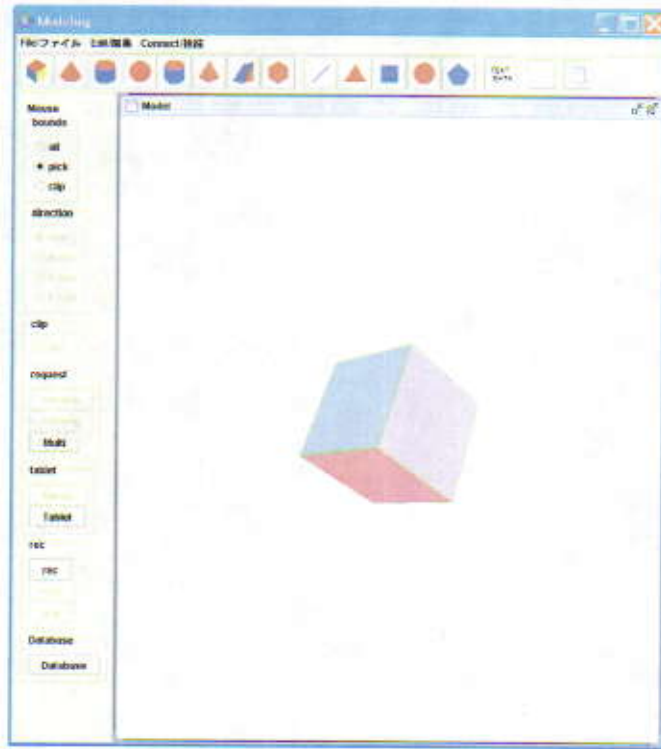 Modeling
File/ファイル Edit/編集 Connect/接続
Model
Mouse
bounds
all
pick
clip
direction
clip
request
Multi
tablet
Tablet
rec
rec
Database
Database